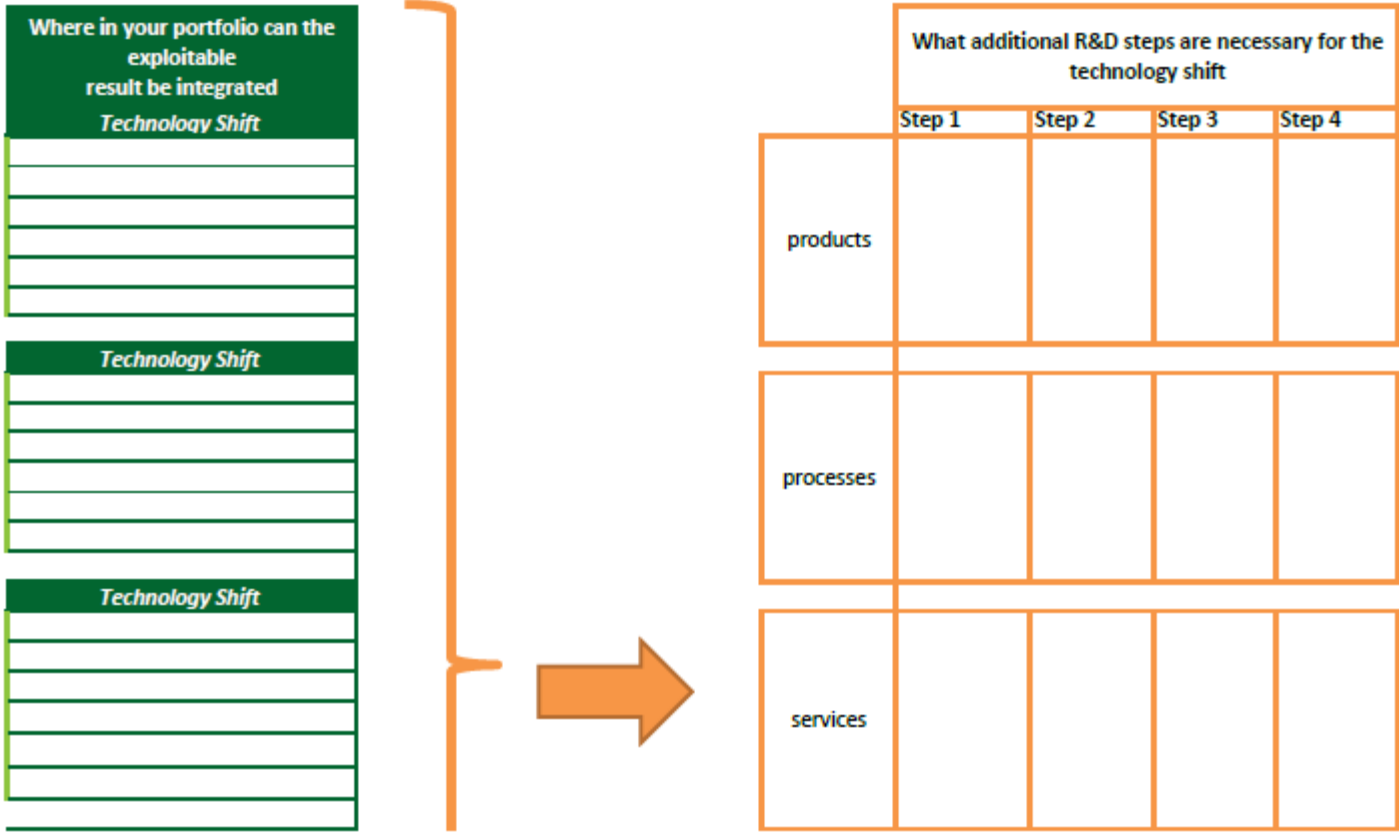 Where in your portfolio can the
exploitable
result be integrated
Technology Shift
Technology Shift
Technology Shift
What additional R&D steps are necessary for the
technology shift
Step 1
Step 2
Step 3
Step 4
products
processes
services